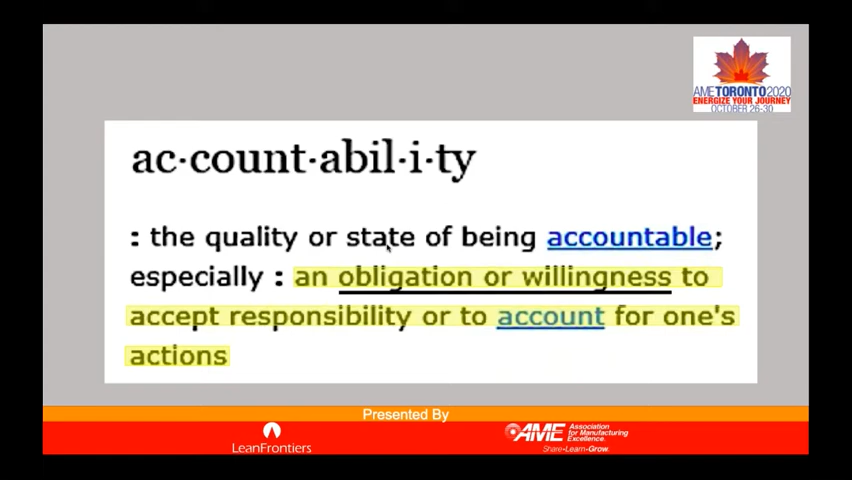 AMETORONTO2020
ENERGIZE YOUR JOURNEY
OCTOBER 26-30
ac·count·abil·i·ty
: the quality or state of being accountable;
especially : an obligation or willingness to
accept responsibility or to account for one's
actions
Presented By
LeanFrontiers
AME Association
for Manufacturing
Excellence.
Share-Learn-Grow